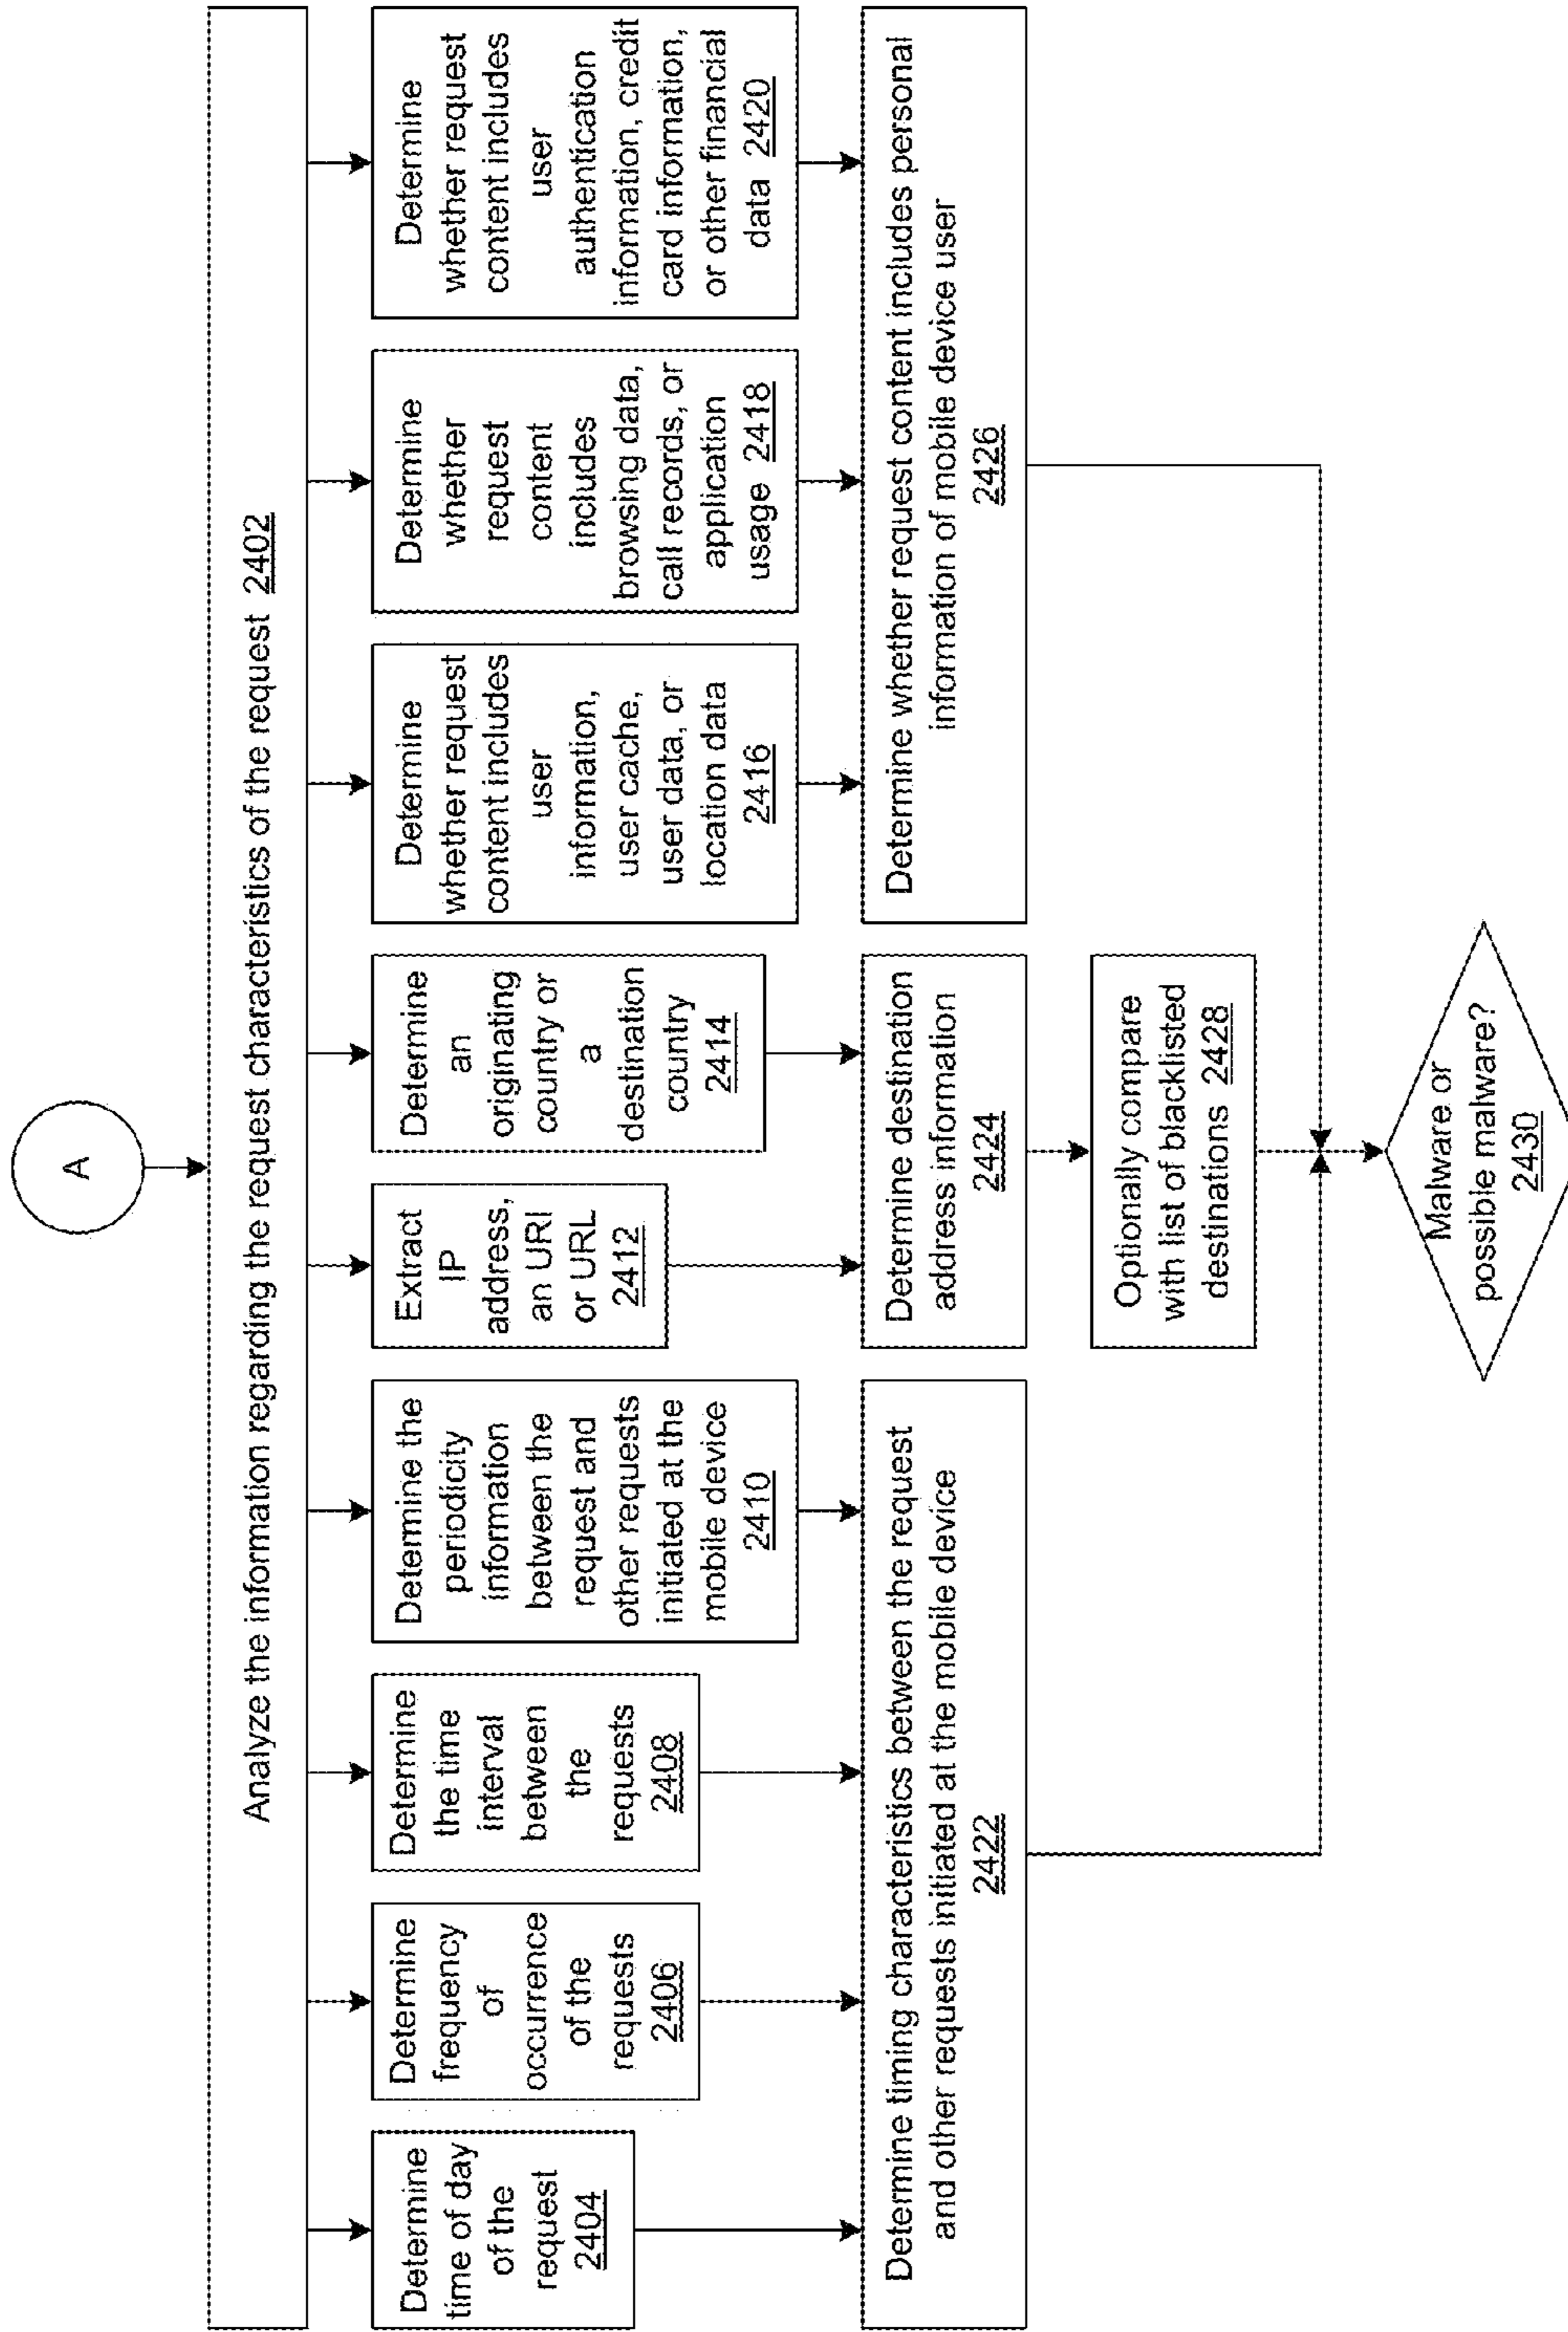 A
Analyze the information regarding the request characteristics of the request 2402
Determine
time of day
of the
request
2404
Determine
frequency
of
occurrence
of the
requests
2406
Determine
the time
interval
between
the
requests
2408
Determine the
periodicity
information
between the
request and
other requests
initiated at the
mobile device
2410
Extract
IP
address,
an URI
or URL
2412
Determine
an
originating
country or
a
destination
country
2414
Determine
whether request
content includes
user
information,
user cache,
user data, or
location data
2416
Determine
whether
request
content
includes
browsing data,
call records, or
application
usage 2418
Determine
whether request
content includes
user
authentication
information, credit
card information,
or other financial
data 2420
Determine timing characteristics between the request
and other requests initiated at the mobile device
2422
Determine destination
address information
2424
Determine whether request content includes personal
information of mobile device user
2426
Optionally compare
with list of blacklisted
destinations 2428
Malware or
possible malware?
2430